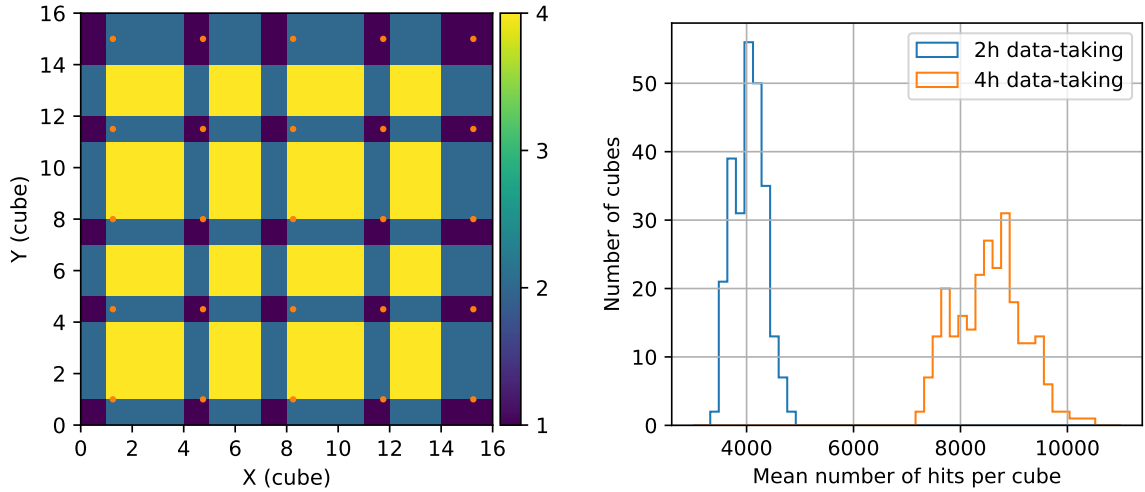 16
14
12
10
8
6
4
2
0
Y (cube)
0 2 4 6 8 10 12 14 16
X (cube)
4
3
2
1
50
40
30
20
10
0
Number of cubes
2h data-taking
4h data-taking
4000 6000 8000 10000
Mean number of hits per cube